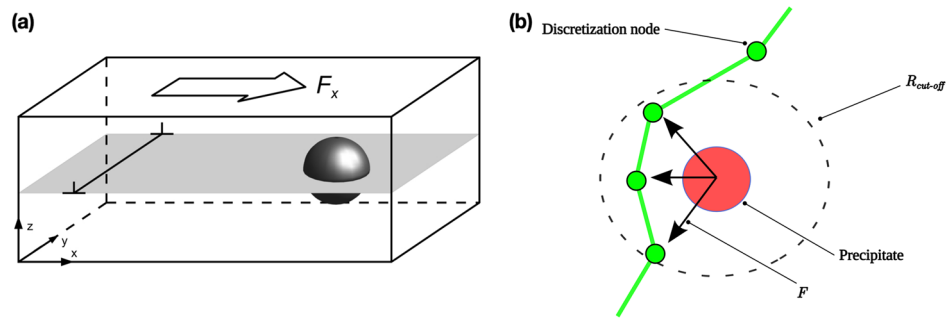 (a)
F_x
z
y
x
(b)
Discretization node
R_cut-off
Precipitate
F